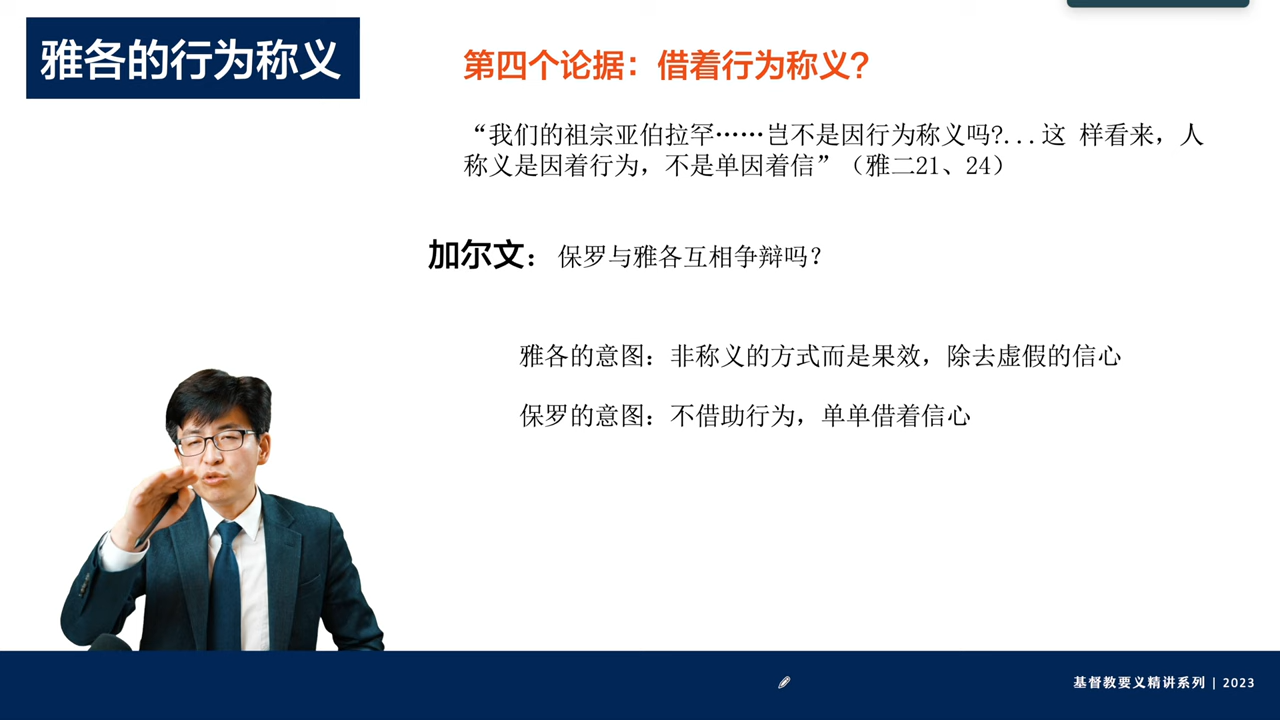 雅各的行为称义
第四个论据：借着行为称义？
“我们的祖宗亚伯拉罕……岂不是因行为称义吗?...这 样看来，人
称义是因着行为，不是单因着信”（雅二21、24）
加尔文： 保罗与雅各互相争辩吗？
雅各的意图：非称义的方式而是果效，除去虚假的信心
保罗的意图：不借助行为，单单借着信心
基督教要义精讲系列 | 2023